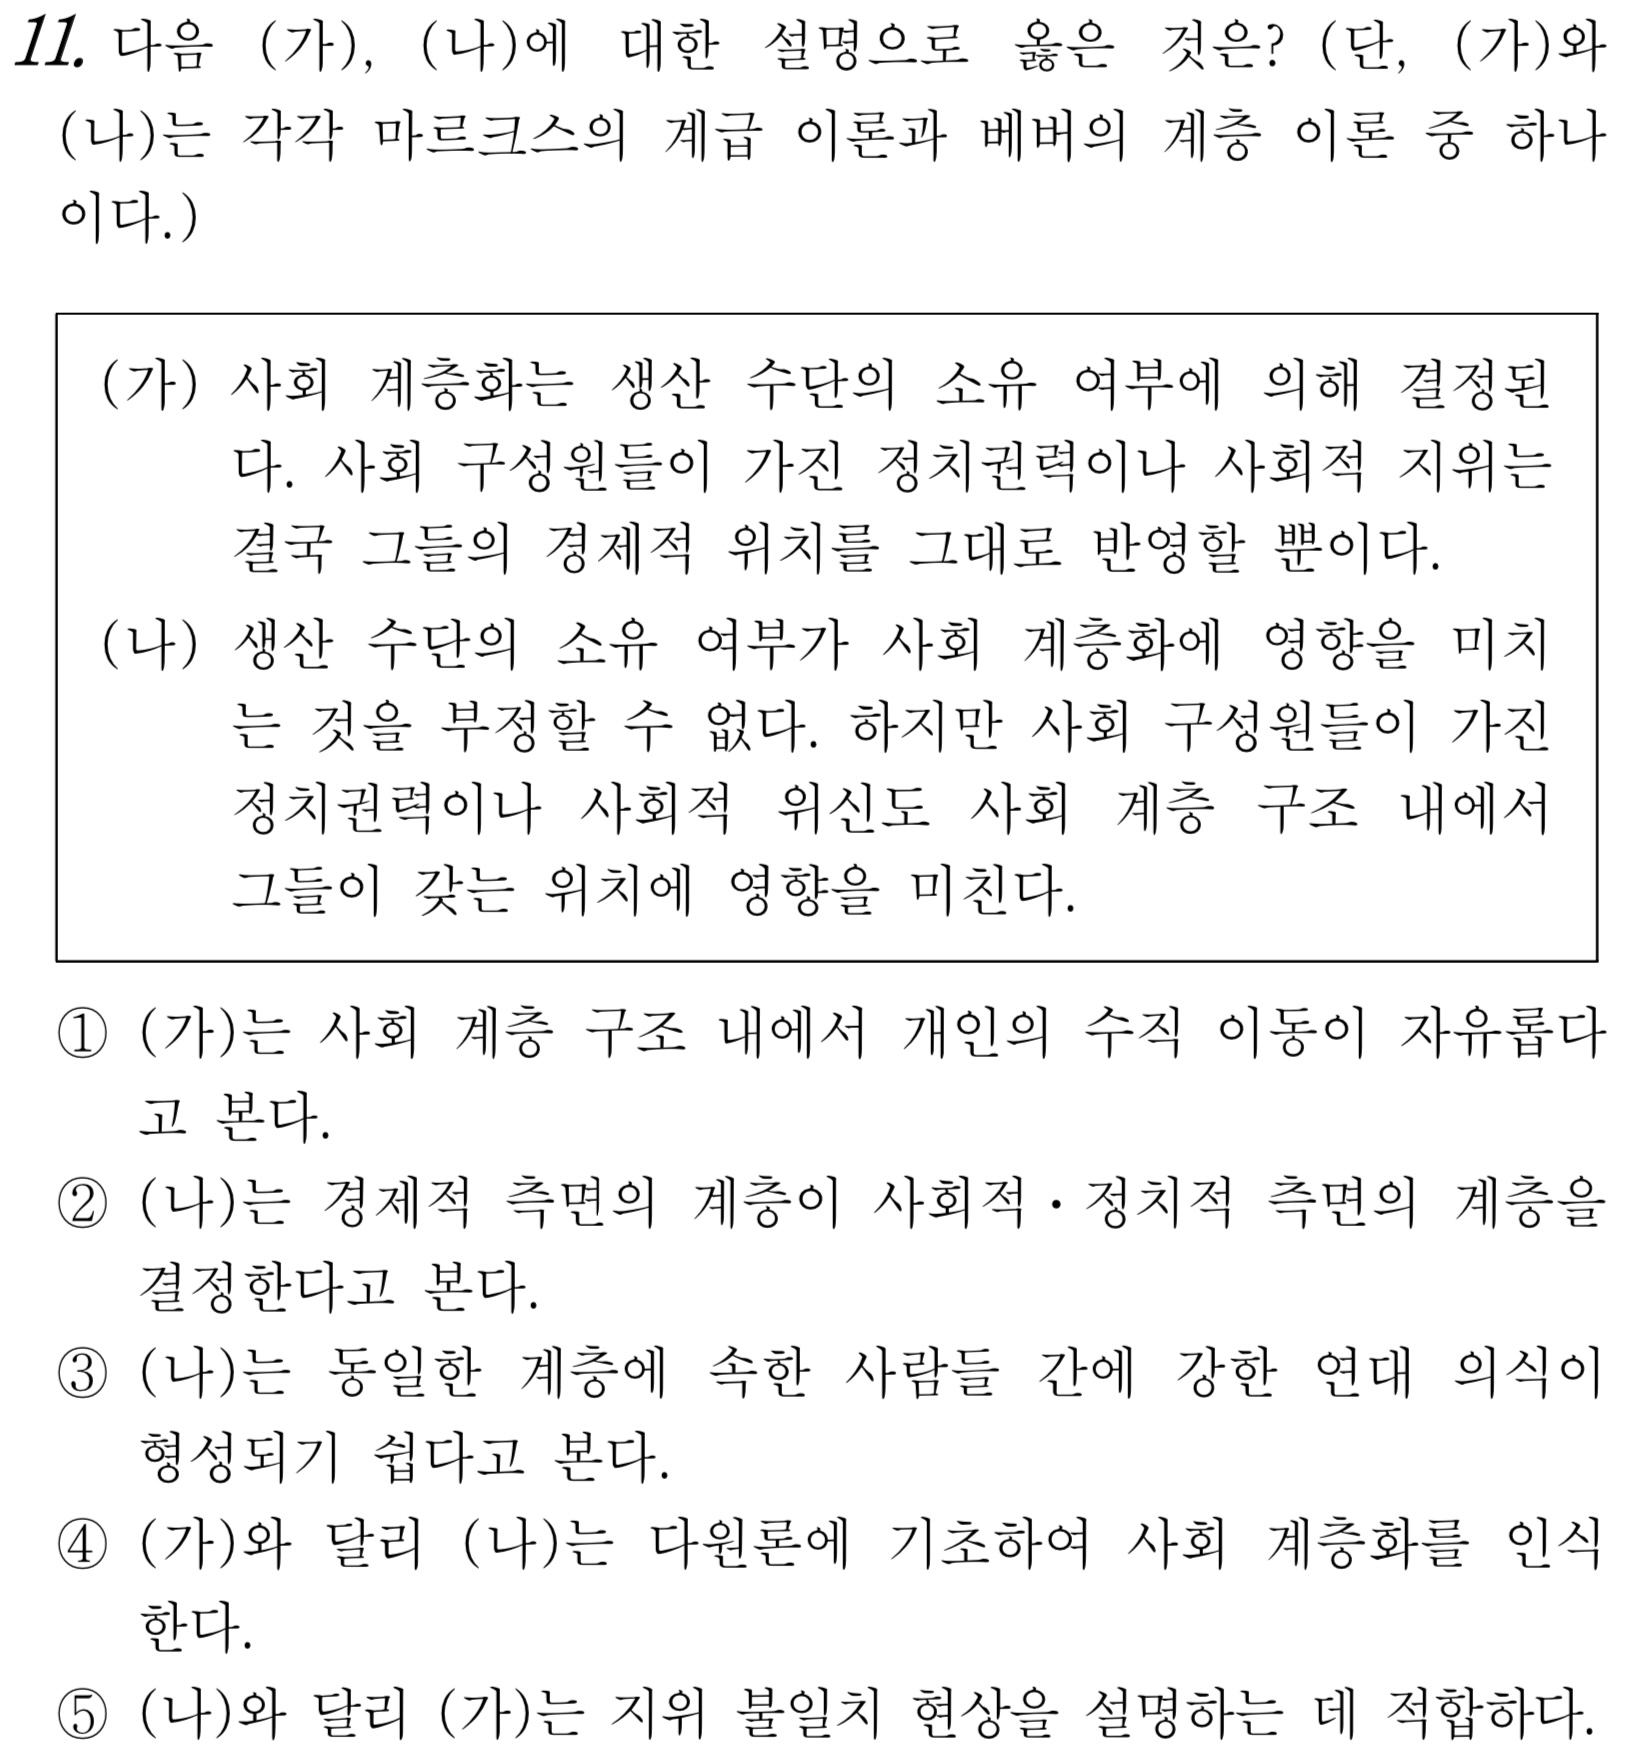 11. 다음 (가), (나)에 대한 설명으로 옳은 것은? (단, (가)와
(나)는 각각 마르크스의 계급 이론과 베버의 계층 이론 중 하나
이다.)
(가) 사회 계층화는 생산 수단의 소유 여부에 의해 결정된
다. 사회 구성원들이 가진 정치권력이나 사회적 지위는
결국 그들의 경제적 위치를 그대로 반영할 뿐이다.
(나) 생산 수단의 소유 여부가 사회 계층화에 영향을 미치
는 것을 부정할 수 없다. 하지만 사회 구성원들이 가진
정치권력이나 사회적 위신도 사회 계층 구조 내에서
그들이 갖는 위치에 영향을 미친다.
① (가)는 사회 계층 구조 내에서 개인의 수직 이동이 자유롭다
고 본다.
② (나)는 경제적 측면의 계층이 사회적・정치적 측면의 계층을
결정한다고 본다.
③ (나)는 동일한 계층에 속한 사람들 간에 강한 연대 의식이
형성되기 쉽다고 본다.
④ (가)와 달리 (나)는 다원론에 기초하여 사회 계층화를 인식
한다.
⑤ (나)와 달리 (가)는 지위 불일치 현상을 설명하는 데 적합하다.